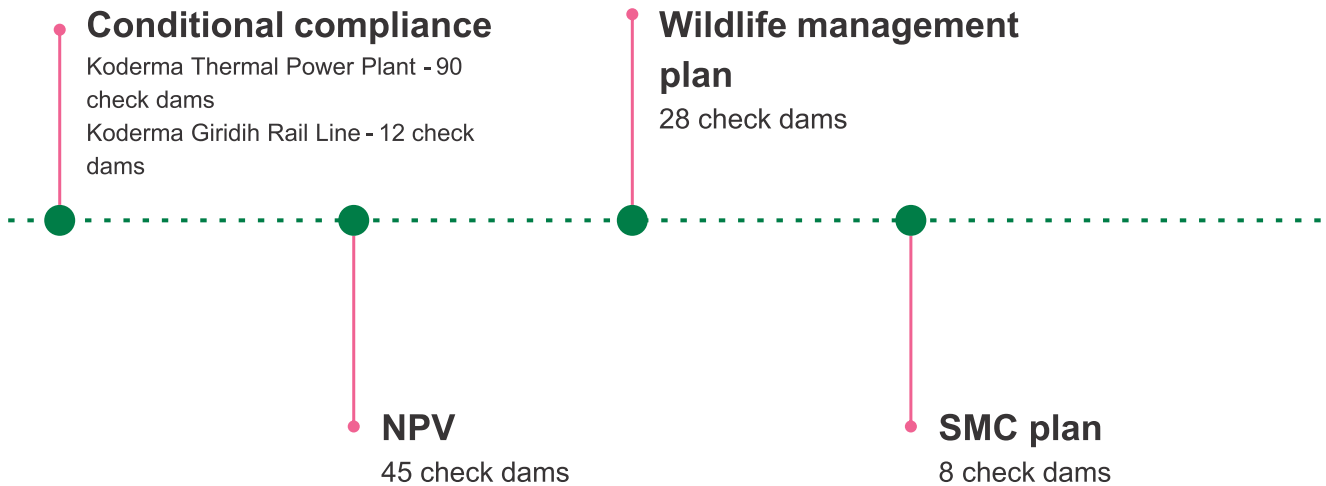 Conditional compliance
Koderma Thermal Power Plant - 90
check dams
Koderma Giridih Rail Line - 12 check
dams
Wildlife management
plan
28 check dams
NPV
45 check dams
SMC plan
8 check dams